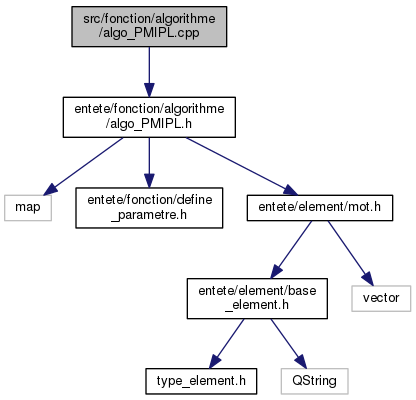 src/fonction/algorithme
/algo_PMIPL.cpp
entete/fonction/algorithme
/algo_PMIPL.h
map
entete/fonction/define
_parametre.h
entete/element/mot.h
entete/element/base
_element.h
vector
type_element.h
QString